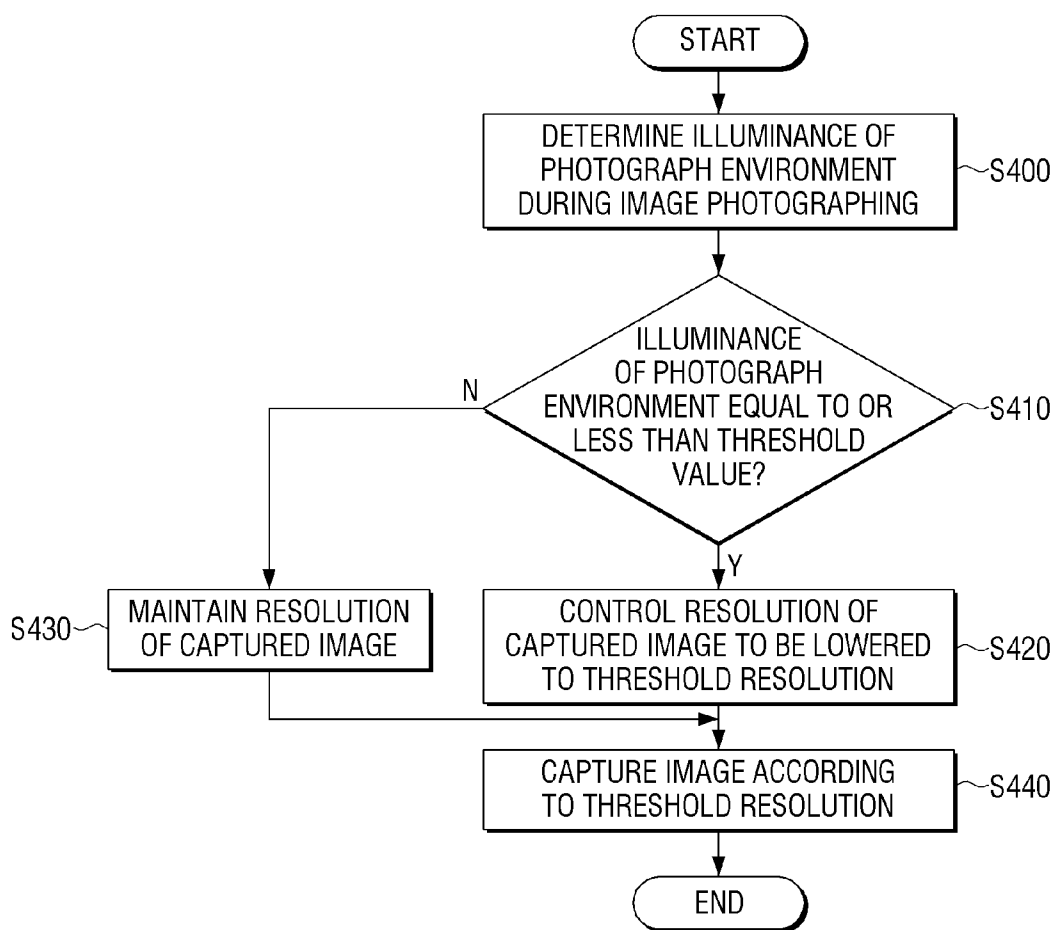 START
DETERMINE ILLUMINANCE OF
PHOTOGRAPH ENVIRONMENT
DURING IMAGE PHOTOGRAPHING
S400
ILLUMINANCE
OF PHOTOGRAPH
ENVIRONMENT EQUAL TO OR
LESS THAN THRESHOLD
VALUE?
S410
N
Y
S430
MAINTAIN RESOLUTION
OF CAPTURED IMAGE
CONTROL RESOLUTION OF
CAPTURED IMAGE TO BE LOWERED
TO THRESHOLD RESOLUTION
S420
CAPTURE IMAGE ACCORDING
TO THRESHOLD RESOLUTION
S440
END